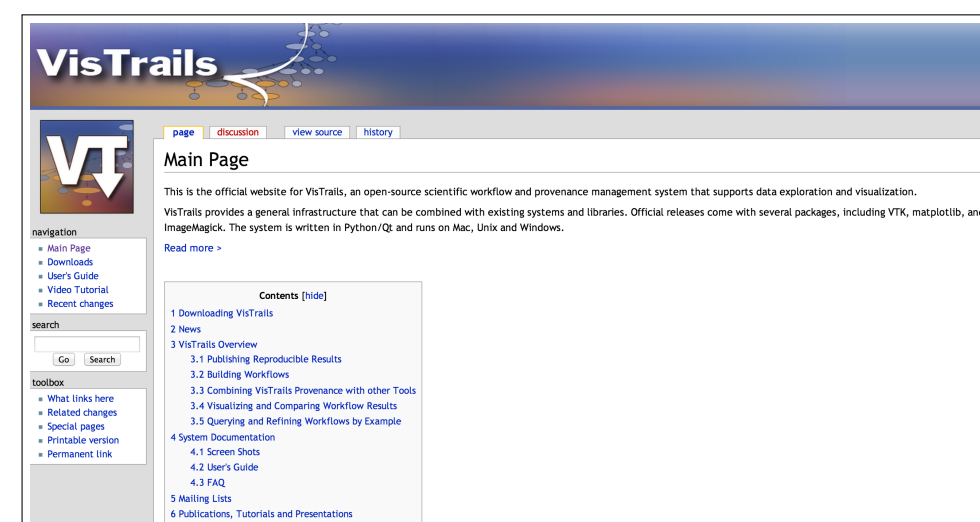 VisTrails
VT
page discussion view source history
Main Page
This is the official website for VisTrails, an open-source scientific workflow and provenance management system that supports data exploration and visualization.
VisTrails provides a general infrastructure that can be combined with existing systems and libraries. Official releases come with several packages, including VTK, matplotlib, and
ImageMagick. The system is written in Python/Qt and runs on Mac, Unix and Windows.
Read more >
navigation
Main Page
Downloads
User's Guide
Video Tutorial
Recent changes
search
Go Search
toolbox
What links here
Related changes
Special pages
Printable version
Permanent link
Contents [hide]
1 Downloading VisTrails
2 News
3 VisTrails Overview
3.1 Publishing Reproducible Results
3.2 Building Workflows
3.3 Combining VisTrails Provenance with other Tools
3.4 Visualizing and Comparing Workflow Results
3.5 Querying and Refining Workflows by Example
4 System Documentation
4.1 Screen Shots
4.2 User's Guide
4.3 FAQ
5 Mailing Lists
6 Publications, Tutorials and Presentations